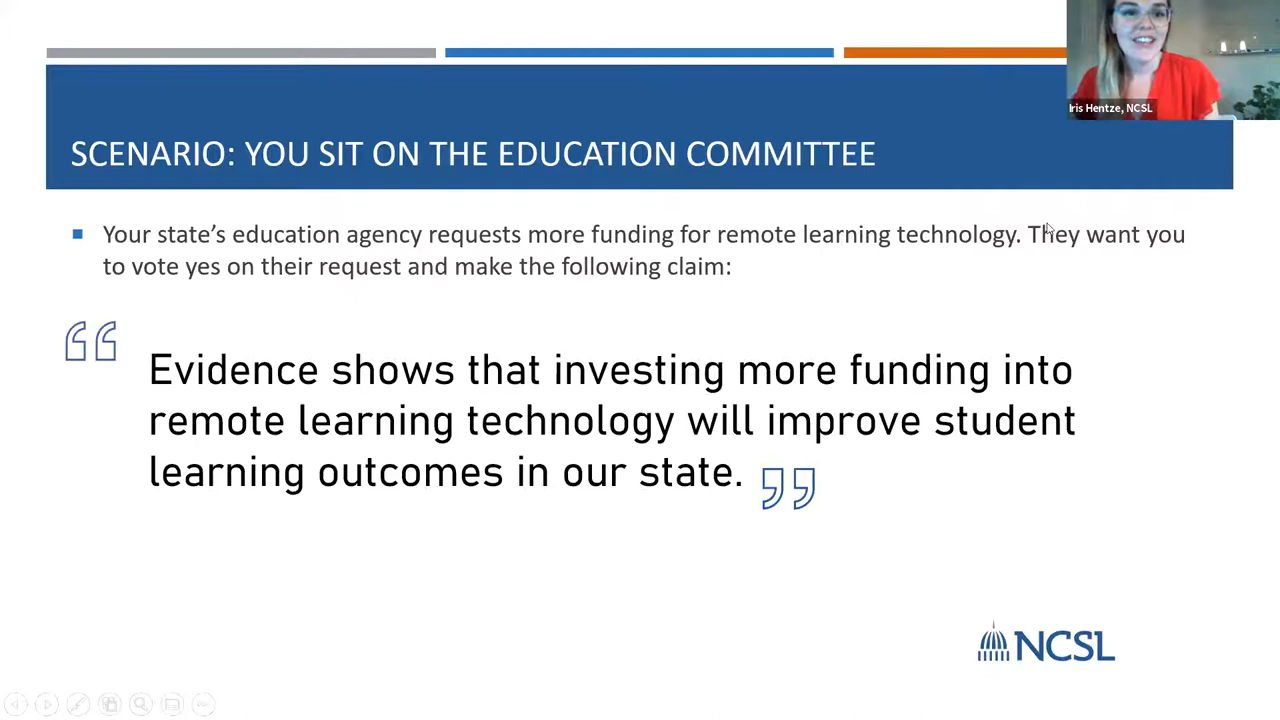 Iris Hentze, NCSL
SCENARIO: YOU SIT ON THE EDUCATION COMMITTEE
Your state’s education agency requests more funding for remote learning technology. They want you
to vote yes on their request and make the following claim:
“ Evidence shows that investing more funding into
remote learning technology will improve student
learning outcomes in our state. ”
NCSL